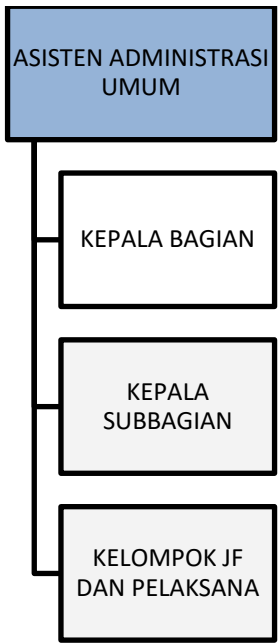 ASISTEN ADMINISTRASI
UMUM
KEPALA BAGIAN
KEPALA
SUBBAGIAN
KELOMPOK JF
DAN PELAKSANA